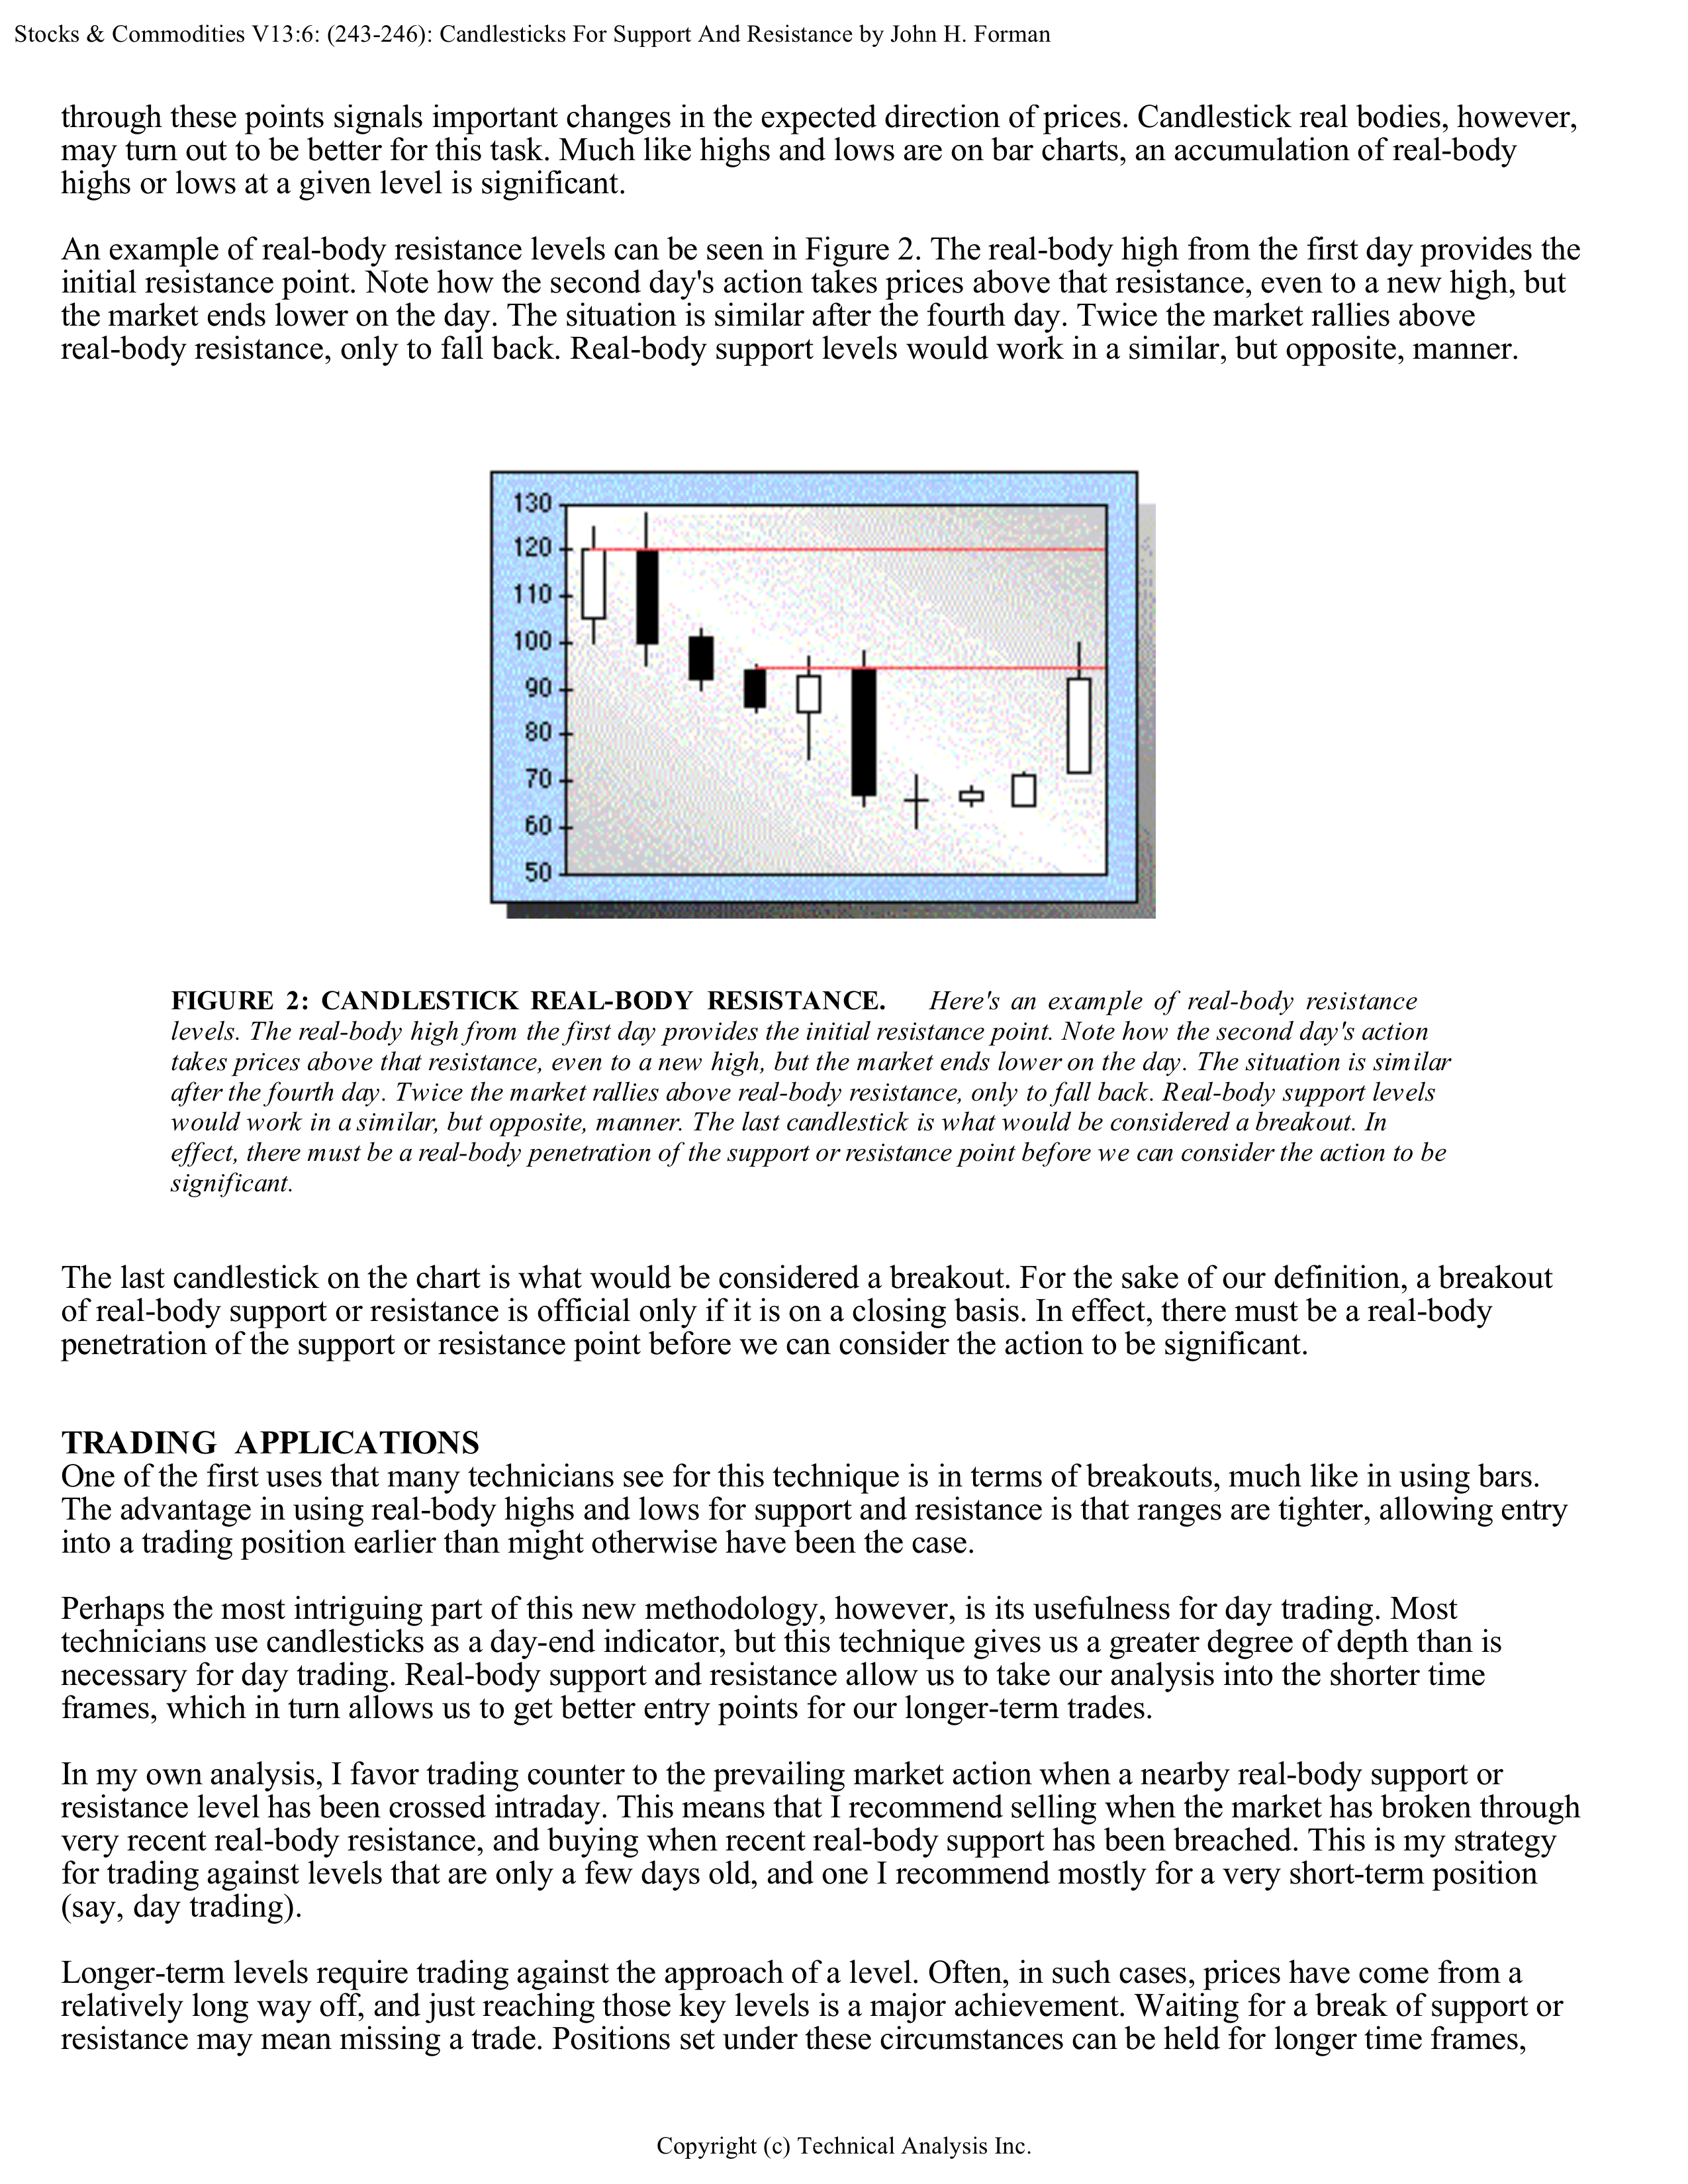 Stocks & Commodities V13:6: (243-246): Candlesticks For Support And Resistance by John H. Forman
through these points signals important changes in the expected direction of prices. Candlestick real bodies, however,
may turn out to be better for this task. Much like highs and lows are on bar charts, an accumulation of real-body
highs or lows at a given level is significant.
An example of real-body resistance levels can be seen in Figure 2. The real-body high from the first day provides the
initial resistance point. Note how the second day's action takes prices above that resistance, even to a new high, but
the market ends lower on the day. The situation is similar after the fourth day. Twice the market rallies above
real-body resistance, only to fall back. Real-body support levels would work in a similar, but opposite, manner.
130
120
110
100
90
80
70
60
50
FIGURE 2: CANDLESTICK REAL-BODY RESISTANCE. Here's an example of real-body resistance
levels. The real-body high from the first day provides the initial resistance point. Note how the second day's action
takes prices above that resistance, even to a new high, but the market ends lower on the day. The situation is similar
after the fourth day. Twice the market rallies above real-body resistance, only to fall back. Real-body support levels
would work in a similar, but opposite, manner. The last candlestick is what would be considered a breakout. In
effect, there must be a real-body penetration of the support or resistance point before we can consider the action to be
significant.
The last candlestick on the chart is what would be considered a breakout. For the sake of our definition, a breakout
of real-body support or resistance is official only if it is on a closing basis. In effect, there must be a real-body
penetration of the support or resistance point before we can consider the action to be significant.
TRADING APPLICATIONS
One of the first uses that many technicians see for this technique is in terms of breakouts, much like in using bars.
The advantage in using real-body highs and lows for support and resistance is that ranges are tighter, allowing entry
into a trading position earlier than might otherwise have been the case.
Perhaps the most intriguing part of this new methodology, however, is its usefulness for day trading. Most
technicians use candlesticks as a day-end indicator, but this technique gives us a greater degree of depth than is
necessary for day trading. Real-body support and resistance allow us to take our analysis into the shorter time
frames, which in turn allows us to get better entry points for our longer-term trades.
In my own analysis, I favor trading counter to the prevailing market action when a nearby real-body support or
resistance level has been crossed intraday. This means that I recommend selling when the market has broken through
very recent real-body resistance, and buying when recent real-body support has been breached. This is my strategy
for trading against levels that are only a few days old, and one I recommend mostly for a very short-term position
(say, day trading).
Longer-term levels require trading against the approach of a level. Often, in such cases, prices have come from a
relatively long way off, and just reaching those key levels is a major achievement. Waiting for a break of support or
resistance may mean missing a trade. Positions set under these circumstances can be held for longer time frames,
Copyright (c) Technical Analysis Inc.